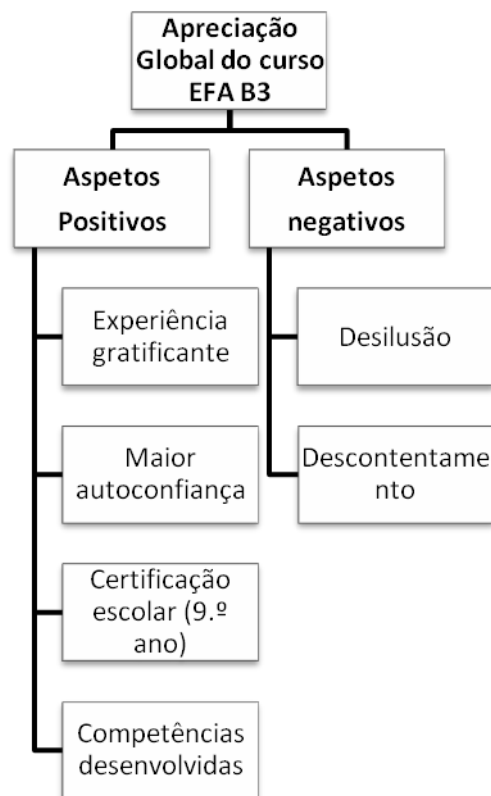 Apreciação
Global do curso
EFA B3
Aspetos
Positivos
Experiência
gratificante
Maior
autoconfiança
Certificação
escolar (9.º
ano)
Competências
desenvolvidas
Aspetos
negativos
Desilusão
Descontentame
nto